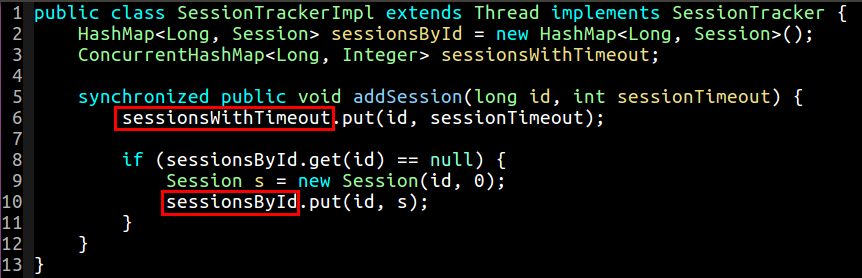 1 public class SessionTrackerImpl extends Thread implements SessionTracker {
2     HashMap<Long, Session> sessionsById = new HashMap<Long, Session>();
3     ConcurrentHashMap<Long, Integer> sessionsWithTimeout;
4
5     synchronized public void addSession(long id, int sessionTimeout) {
6         sessionsWithTimeout.put(id, sessionTimeout);
7
8         if (sessionsById.get(id) == null) {
9             Session s = new Session(id, 0);
10             sessionsById.put(id, s);
11         }
12     }
13 }